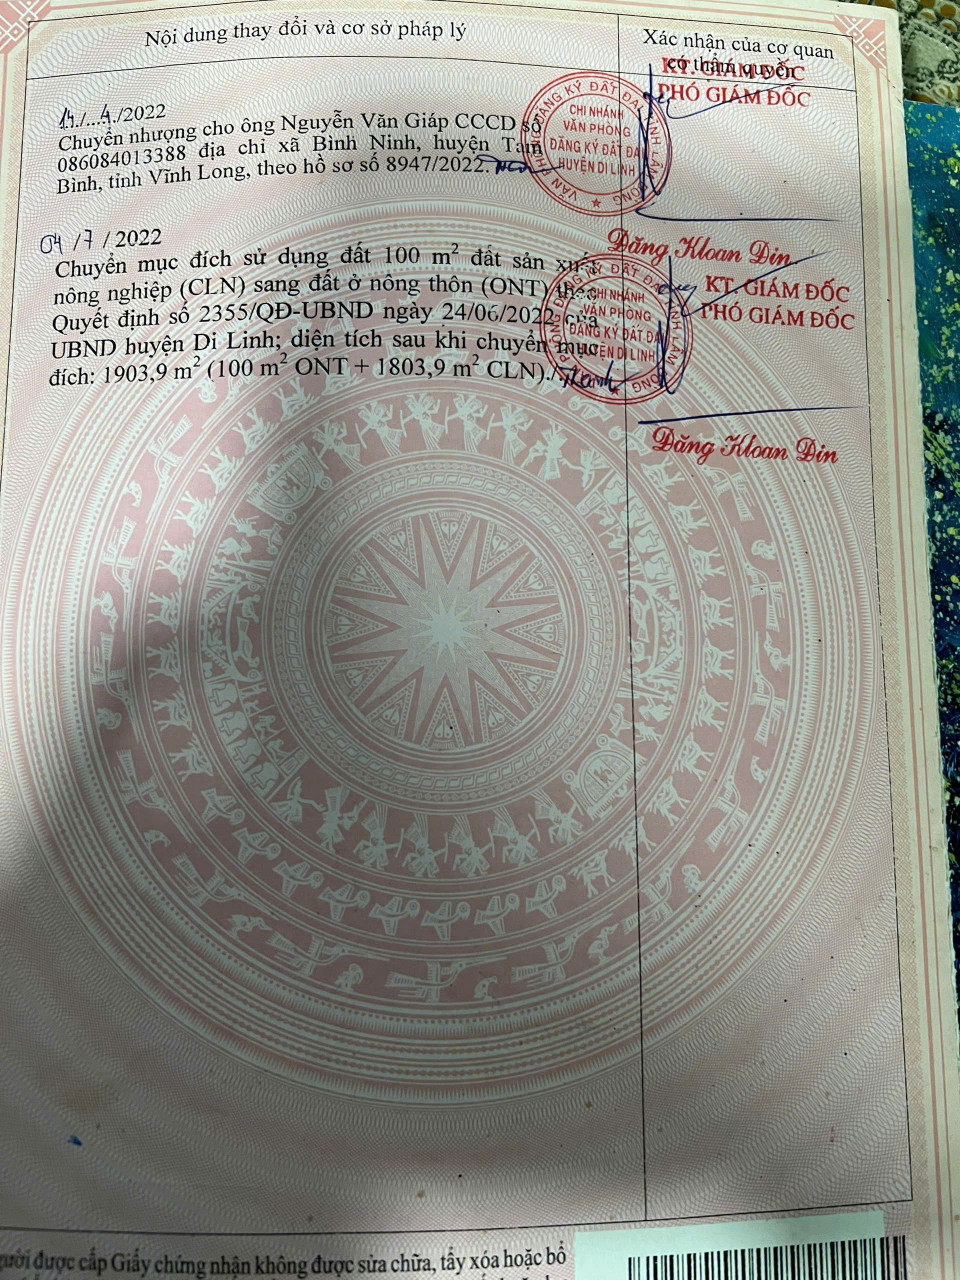 Nội dung thay đổi và cơ sở pháp lý
Xác nhận của cơ quan
có thẩm quyền
KT. GIÁM ĐỐC
PHÓ GIÁM ĐỐC
14./...4./2022
Chuyển nhượng cho ông Nguyễn Văn Giáp CCCD số
086084013388 địa chỉ xã Bình Ninh, huyện Tam
Bình, tỉnh Vĩnh Long, theo hồ sơ số 8947/2022.
CHI NHÁNH
VĂN PHÒNG
ĐĂNG KÝ ĐẤT ĐAI
HUYỆN DI LINH
Đăng Kloan Đin
04 / 7 / 2022
Chuyển mục đích sử dụng đất 100 m² đất sản xuất
nông nghiệp (CLN) sang đất ở nông thôn (ONT) theo
Quyết định số 2355/QĐ-UBND ngày 24/06/2022 của
UBND huyện Di Linh; diện tích sau khi chuyển mục
đích: 1903,9 m² (100 m² ONT + 1803,9 m² CLN)./.
KT. GIÁM ĐỐC
PHÓ GIÁM ĐỐC
CHI NHÁNH
VĂN PHÒNG
ĐĂNG KÝ ĐẤT ĐAI
HUYỆN DI LINH
Đăng Kloan Đin
người được cấp Giấy chứng nhận không được sửa chữa, tẩy xóa hoặc bổ